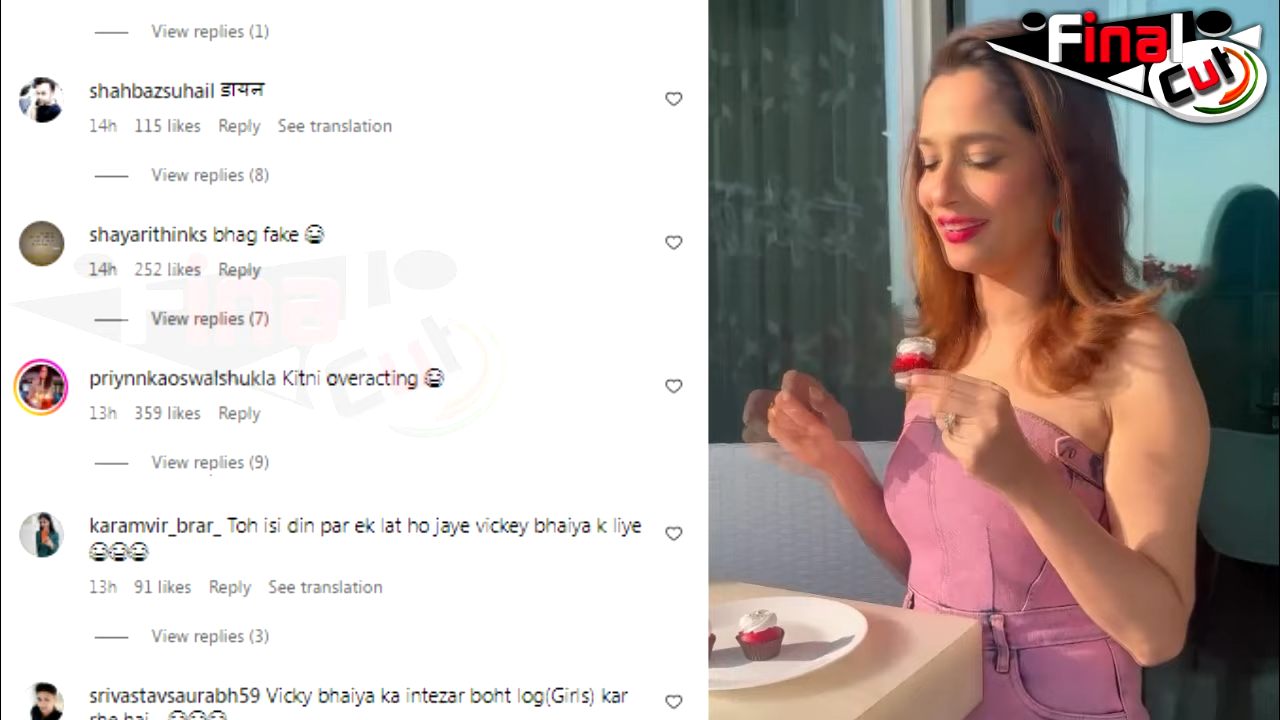 View replies (1)
shahbazsuhail डायन
14h 115 likes Reply See translation
View replies (8)
shayarithinks bhag fake 😂
14h 252 likes Reply
View replies (7)
priynnkaoswalshukla Kitni overacting 😂
13h 359 likes Reply
View replies (9)
karamvir_brar_ Toh isi din par ek lat ho jaye vickey bhaiya k liye
😂😂😂
13h 91 likes Reply See translation
View replies (3)
srivastavsaurabh59 Vicky bhaiya ka intezar boht log(Girls) kar
Final
Cut
Final
Cut